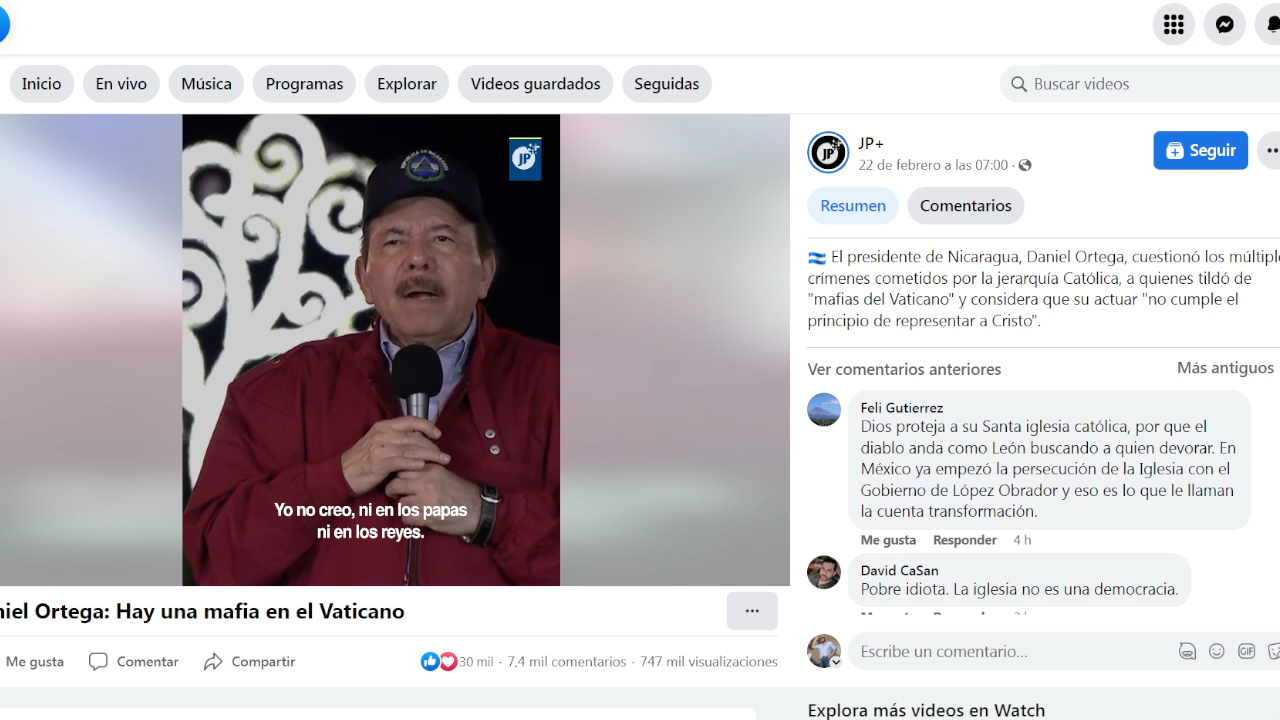 Inicio
En vivo
Música
Programas
Explorar
Videos guardados
Seguidas
Buscar videos
JP
JP
JP+
22 de febrero a las 07:00 ·
Seguir
Resumen
Comentarios
El presidente de Nicaragua, Daniel Ortega, cuestionó los múltipl
crímenes cometidos por la jerarquía Católica, a quienes tildó de
"mafias del Vaticano" y considera que su actuar "no cumple el
principio de representar a Cristo".
Ver comentarios anteriores
Más antiguos
Feli Gutierrez
Dios proteja a su Santa iglesia católica, por que el
diablo anda como León buscando a quien devorar. En
México ya empezó la persecución de la Iglesia con el
Gobierno de López Obrador y eso es lo que le llaman
la cuenta transformación.
Me gusta Responder 4 h
David CaSan
Pobre idiota. La iglesia no es una democracia.
Escribe un comentario...
GIF
Explora más videos en Watch
Yo no creo, ni en los papas
ni en los reyes.
niel Ortega: Hay una mafia en el Vaticano
Me gusta
Comentar
Compartir
30 mil · 7,4 mil comentarios · 747 mil visualizaciones